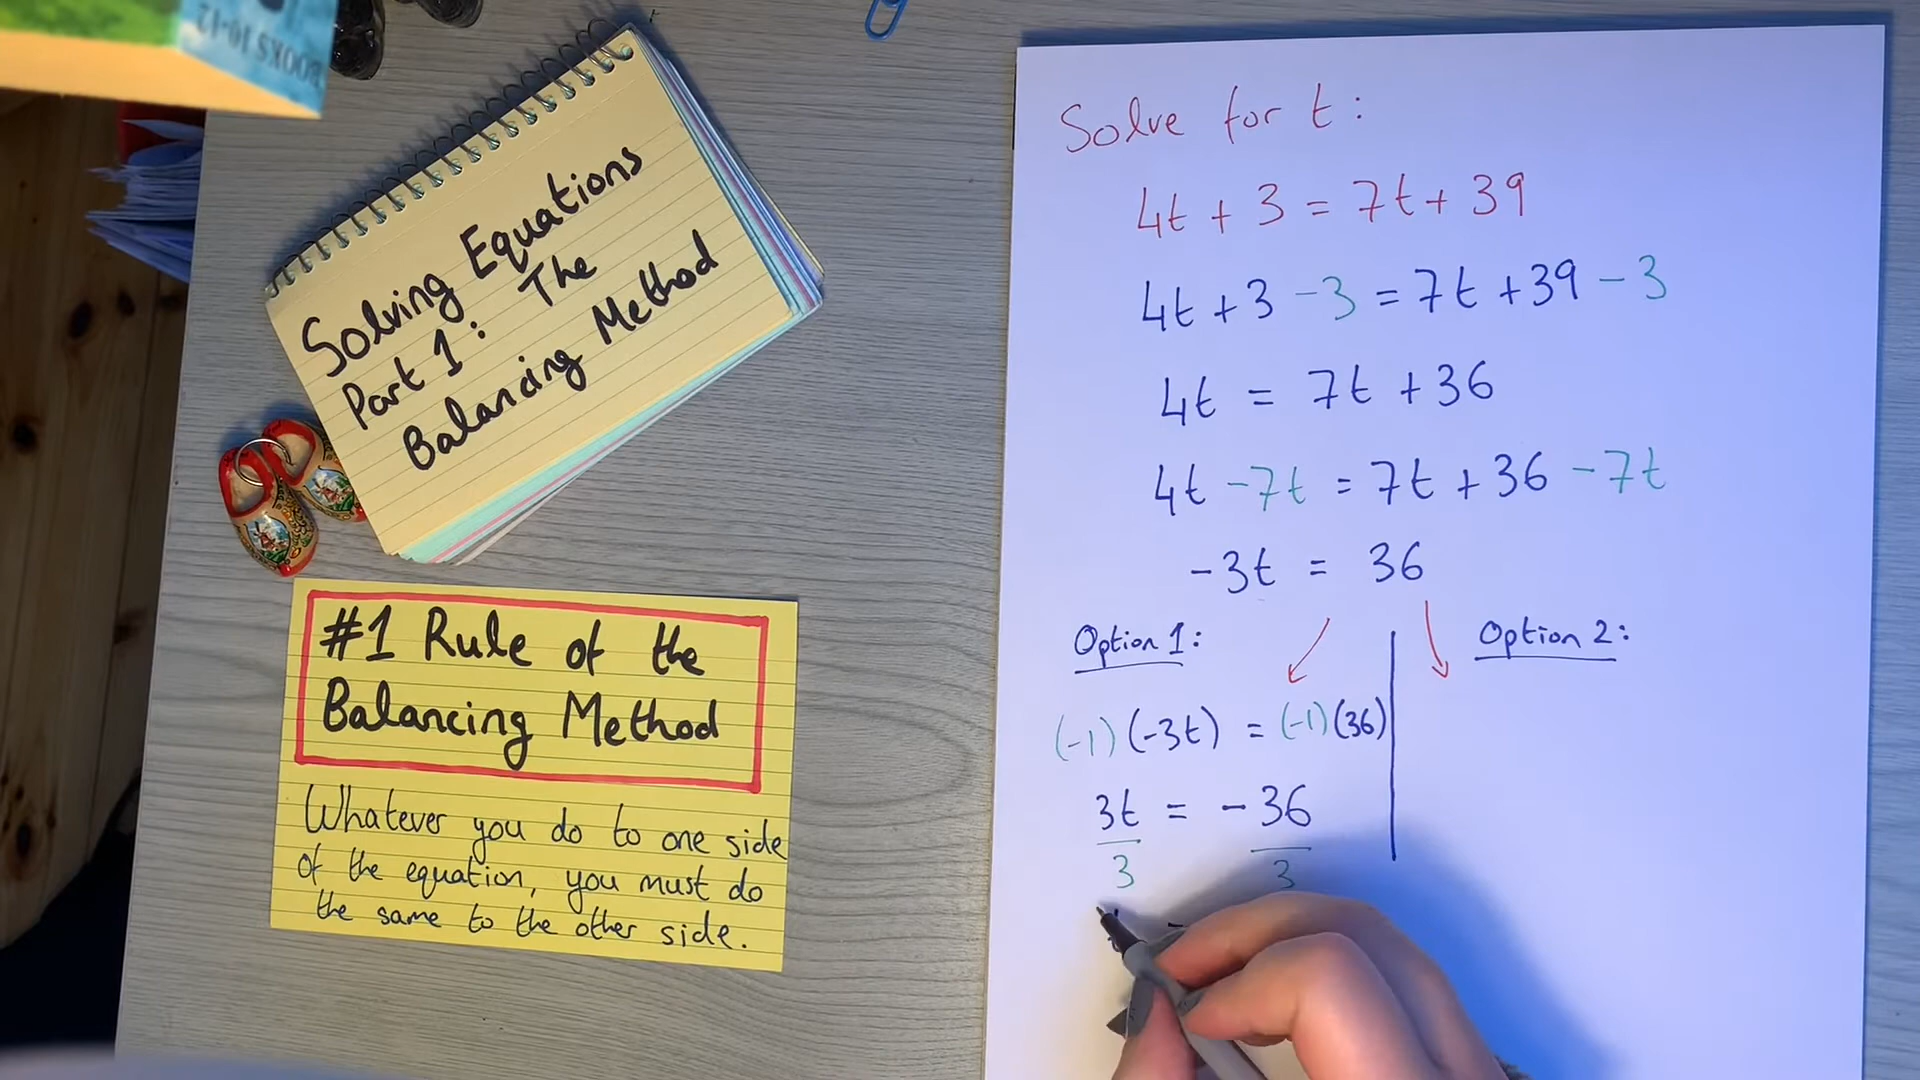 BOOKS 10-12
Solving Equations
Part 1: The
Balancing Method
#1 Rule of the
Balancing Method
Whatever you do to one side
of the equation, you must do
the same to the other side.
Solve for t:
4t + 3 = 7t + 39
4t + 3 - 3 = 7t + 39 - 3
4t = 7t + 36
4t - 7t = 7t + 36 - 7t
-3t = 36
Option 1:
(-1)(-3t) = (-1)(36)
3t = -36
3 3
Option 2: